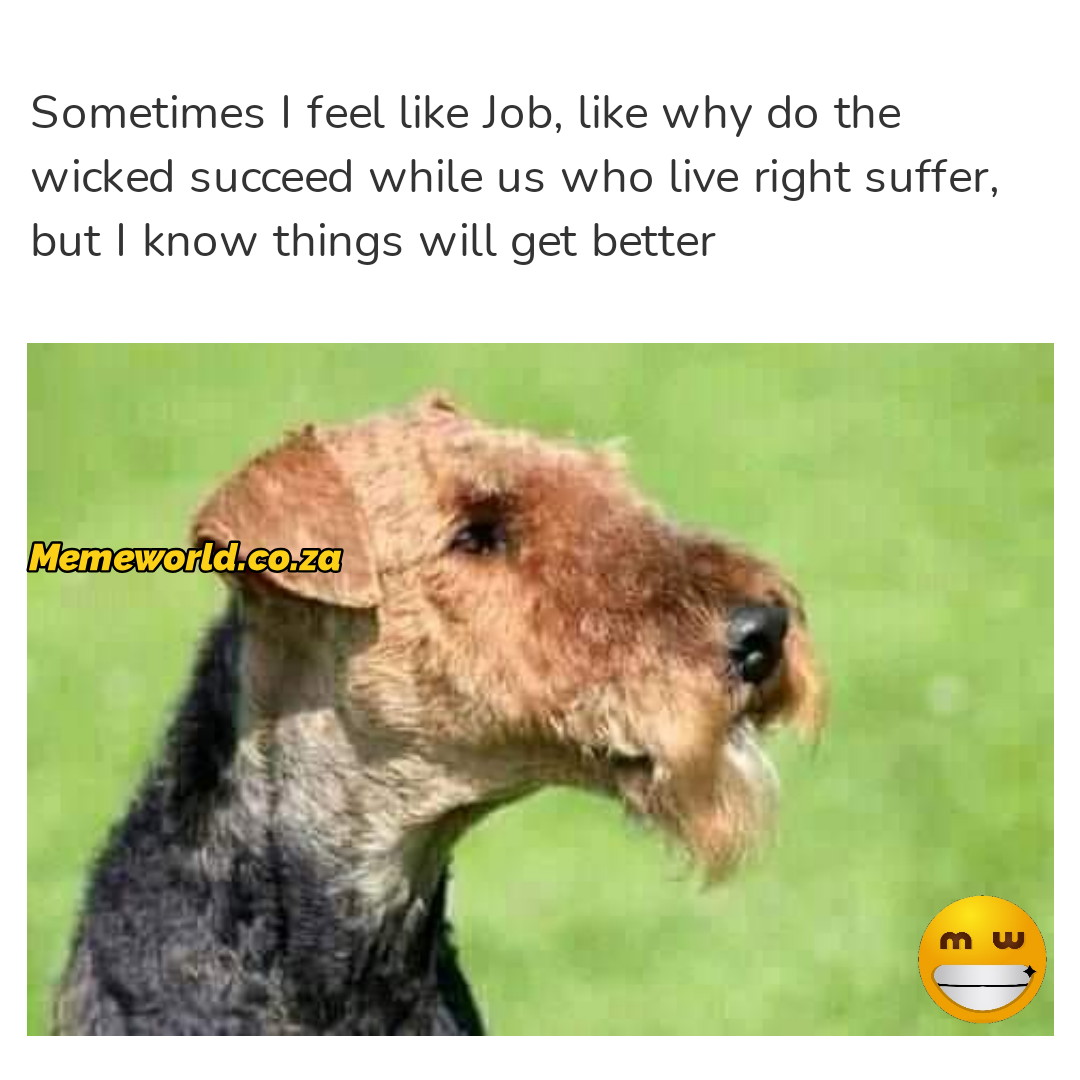 Sometimes I feel like Job, like why do the
wicked succeed while us who live right suffer,
but I know things will get better
Memeworld.co.za
m w